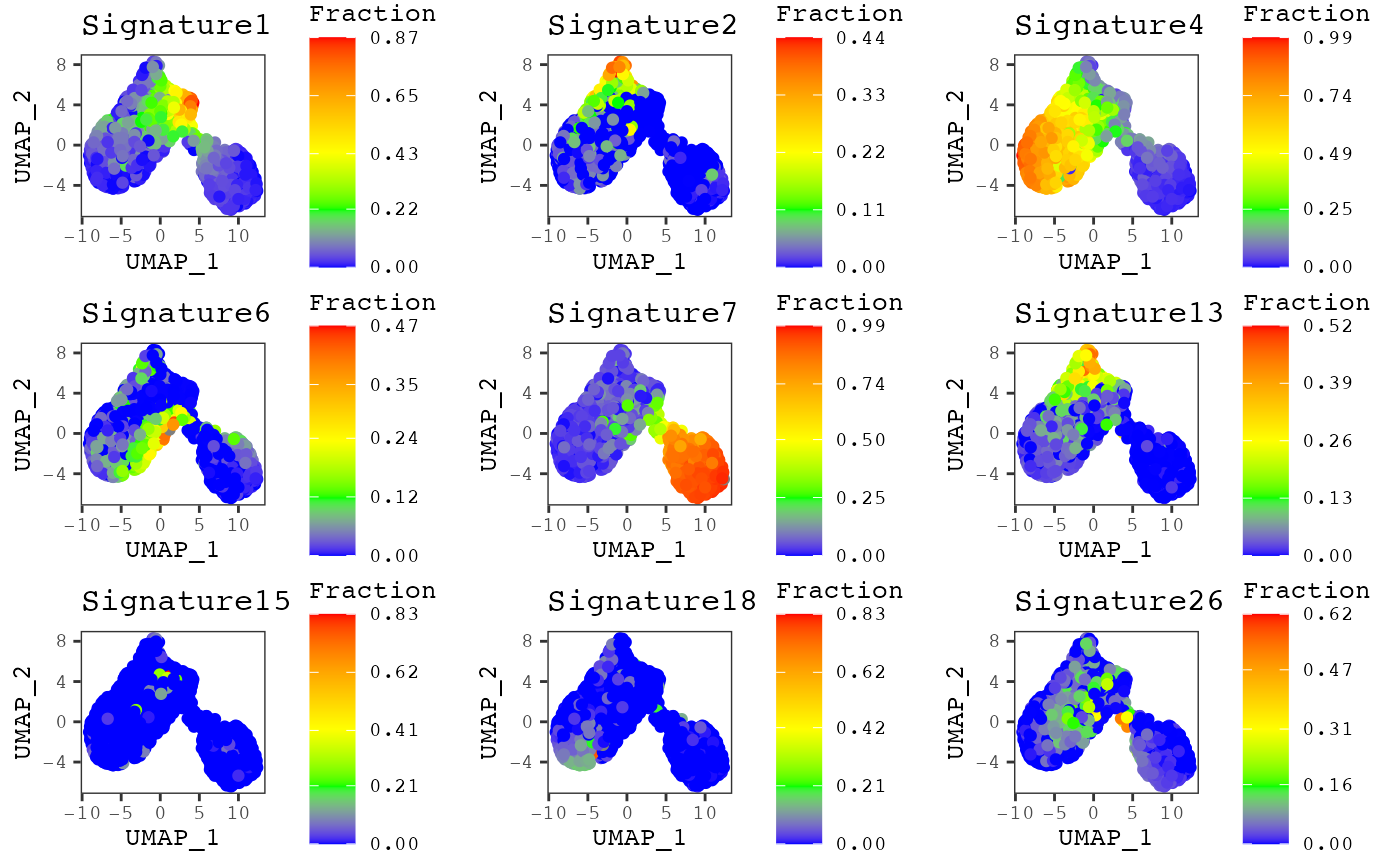 Signature1
Fraction
0.87
0.65
0.43
0.22
0.00
8
4
0
−4
−10 −5 0 5 10
UMAP_1
UMAP_2
Signature2
Fraction
0.44
0.33
0.22
0.11
0.00
8
4
0
−4
−10 −5 0 5 10
UMAP_1
UMAP_2
Signature4
Fraction
0.99
0.74
0.49
0.25
0.00
8
4
0
−4
−10 −5 0 5 10
UMAP_1
UMAP_2
Signature6
Fraction
0.47
0.35
0.24
0.12
0.00
8
4
0
−4
−10 −5 0 5 10
UMAP_1
UMAP_2
Signature7
Fraction
0.99
0.74
0.50
0.25
0.00
8
4
0
−4
−10 −5 0 5 10
UMAP_1
UMAP_2
Signature13
Fraction
0.52
0.39
0.26
0.13
0.00
8
4
0
−4
−10 −5 0 5 10
UMAP_1
UMAP_2
Signature15
Fraction
0.83
0.62
0.41
0.21
0.00
8
4
0
−4
−10 −5 0 5 10
UMAP_1
UMAP_2
Signature18
Fraction
0.83
0.62
0.42
0.21
0.00
8
4
0
−4
−10 −5 0 5 10
UMAP_1
UMAP_2
Signature26
Fraction
0.62
0.47
0.31
0.16
0.00
8
4
0
−4
−10 −5 0 5 10
UMAP_1
UMAP_2